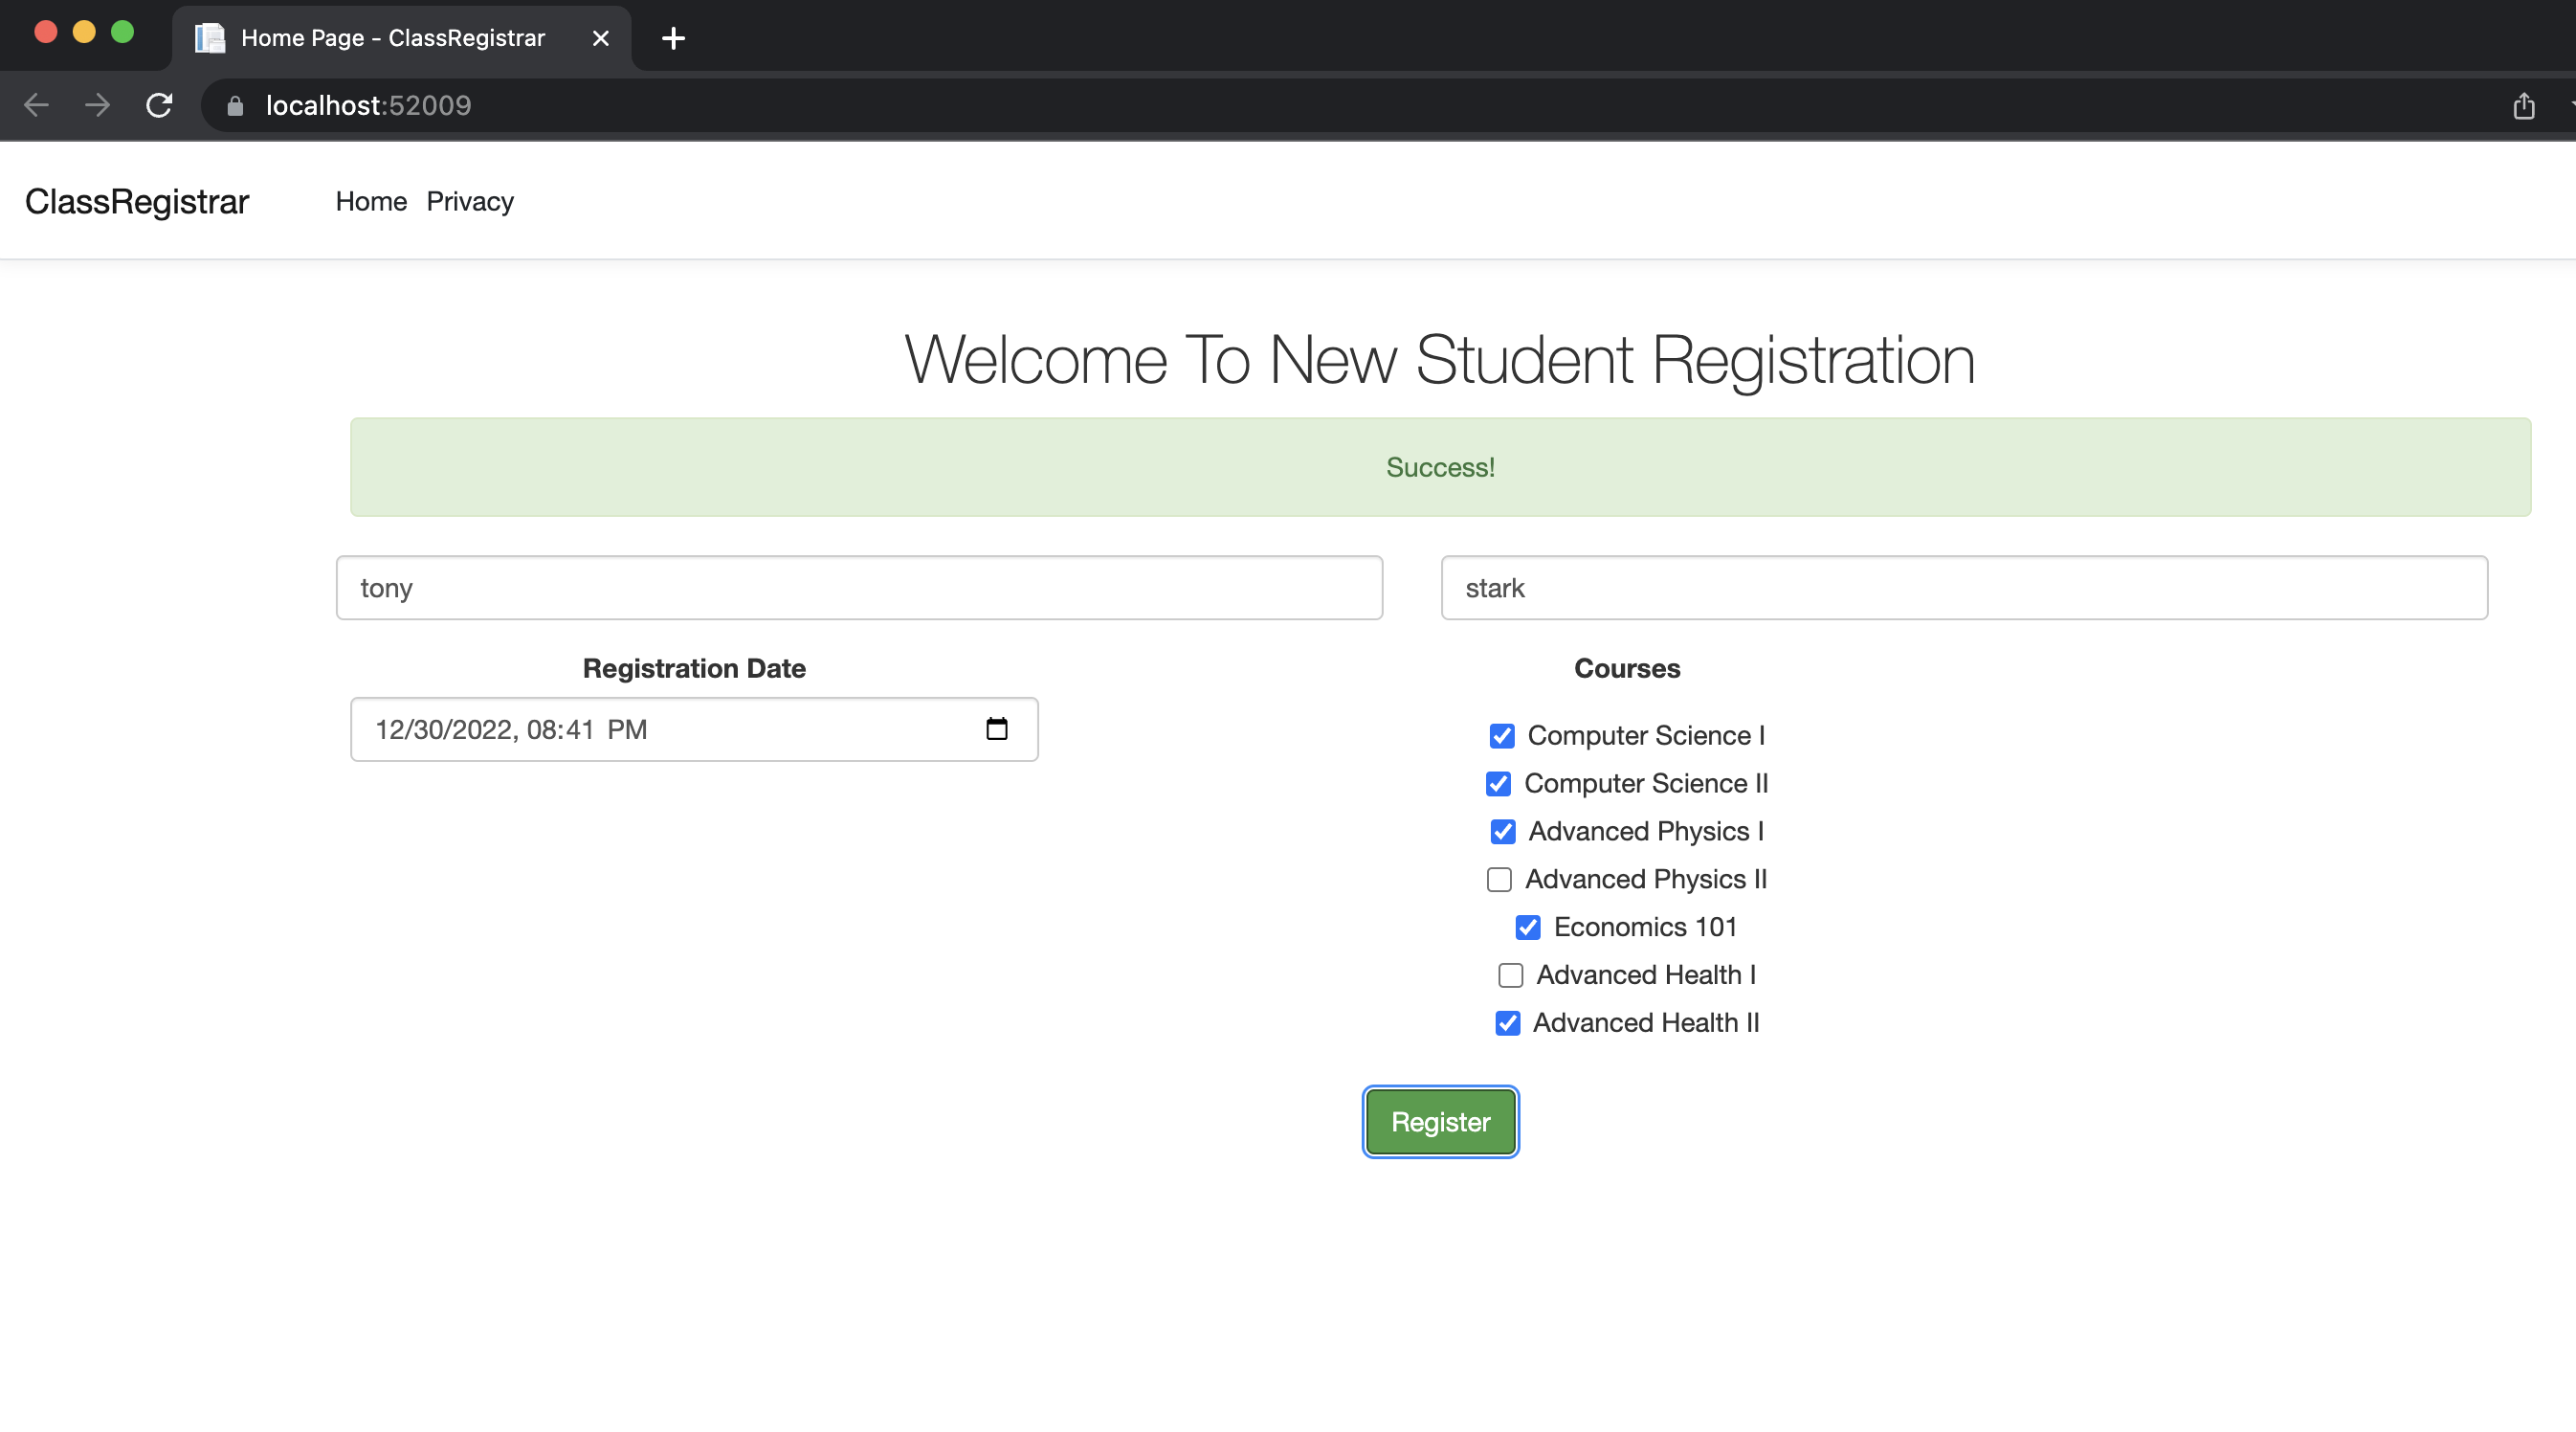 Home Page - ClassRegistrar
localhost:52009
ClassRegistrar Home Privacy
Welcome To New Student Registration
Success!
tony stark
Registration Date Courses
12/30/2022, 08:41 PM
Computer Science I
Computer Science II
Advanced Physics I
Advanced Physics II
Economics 101
Advanced Health I
Advanced Health II
Register